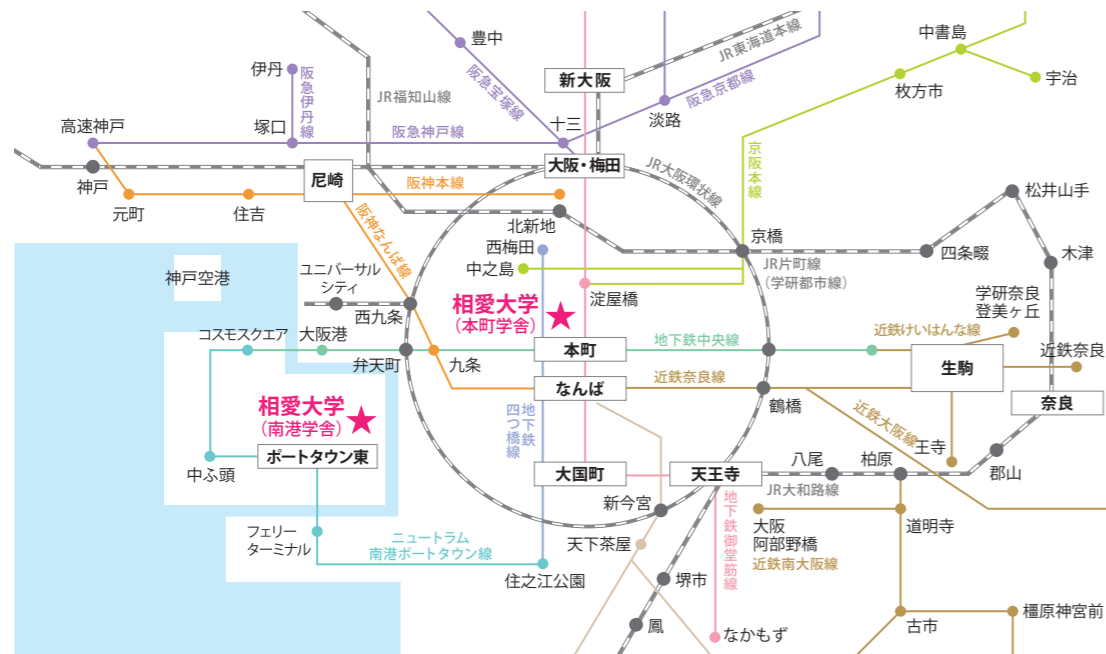 中書島
豊中
JR東海道本線
伊丹
阪急伊丹線
阪急宝塚線
新大阪
宇治
枚方市
JR福知山線
阪急京都線
淡路
高速神戸
塚口
阪急神戸線
十三
京阪本線
神戸
尼崎
大阪・梅田
JR大阪環状線
阪神本線
松井山手
元町
住吉
阪神なんば線
北新地
京橋
西梅田
四条畷
木津
中之島
JR片町線
(学研都市線)
神戸空港
ユニバーサル
シティ
淀屋橋
学研奈良
登美ヶ丘
相愛大学
(本町学舎)
西九条
コスモスクエア
大阪港
地下鉄中央線
近鉄けいはんな線
弁天町
九条
本町
近鉄奈良
生駒
なんば
近鉄奈良線
鶴橋
奈良
相愛大学
(南港学舎)
地下鉄
四つ橋線
近鉄大阪線
王寺
ポートタウン東
中ふ頭
大国町
天王寺
八尾
柏原
郡山
JR大和路線
新今宮
地下鉄御堂筋線
フェリー
ターミナル
ニュートラム
南港ポートタウン線
天下茶屋
大阪
阿部野橋
近鉄南大阪線
道明寺
住之江公園
堺市
鳳
なかもず
古市
橿原神宮前